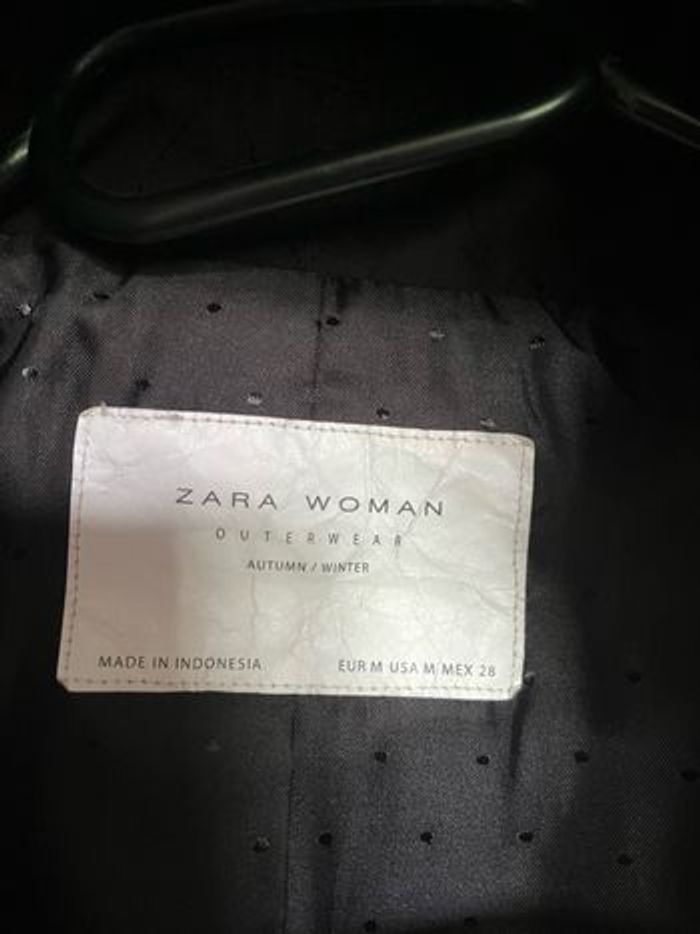 ZARA WOMAN
OUTERWEAR
AUTUMN / WINTER
MADE IN INDONESIA EUR M USA M MEX 28